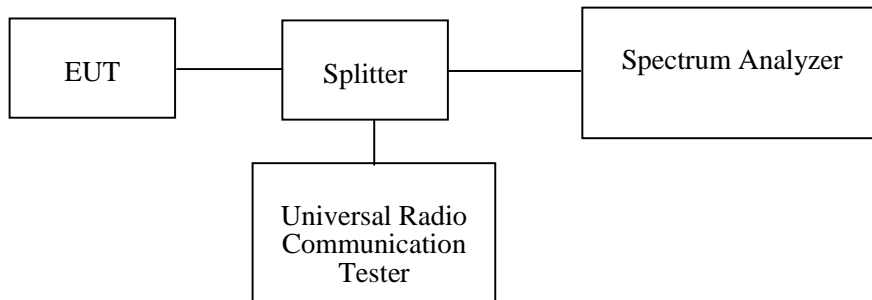 EUT
Splitter
Spectrum Analyzer
Universal Radio
Communication
Tester